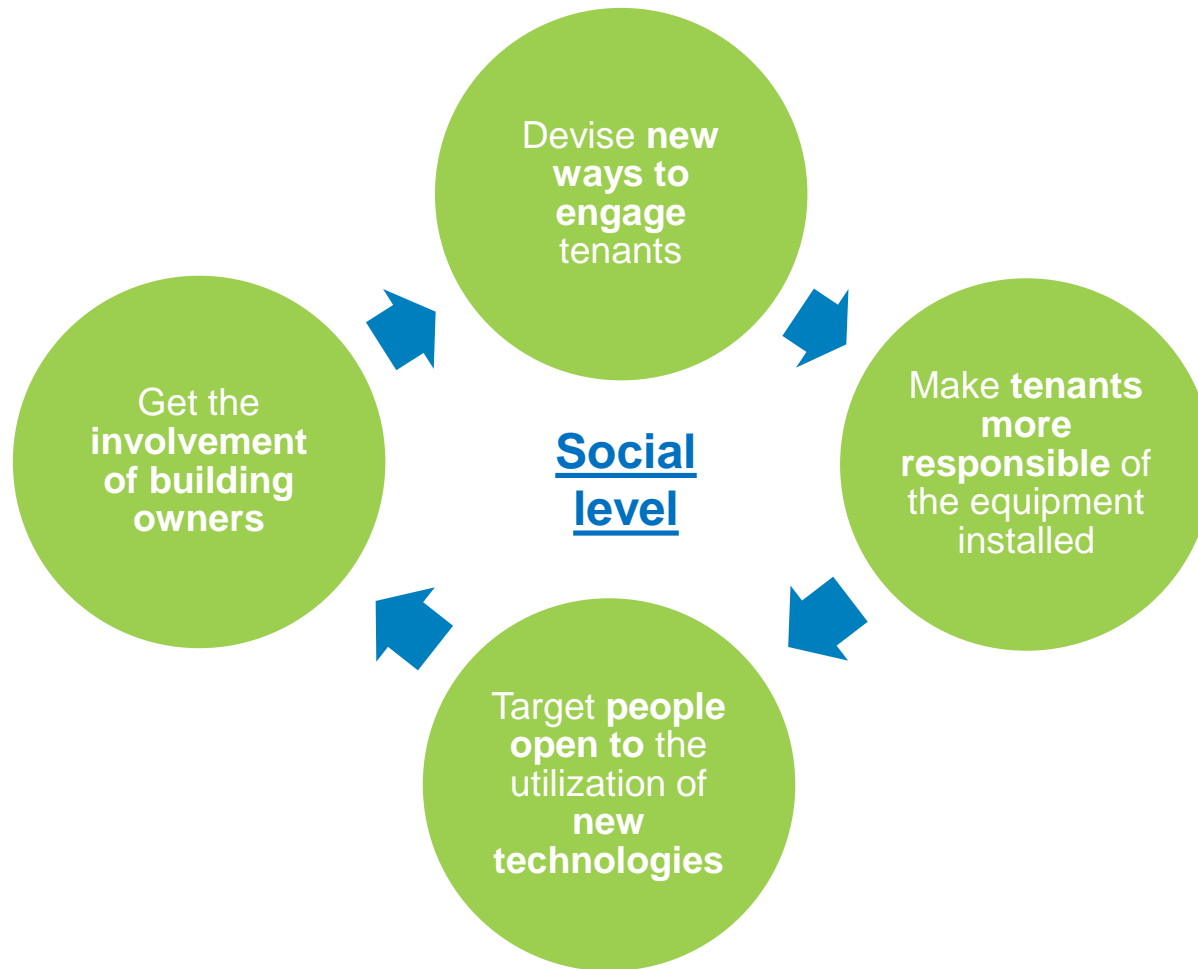 Devise new
ways to
engage
tenants
Make tenants
more
responsible of
the equipment
installed
Target people
open to the
utilization of
new
technologies
Get the
involvement
of building
owners
Social
level